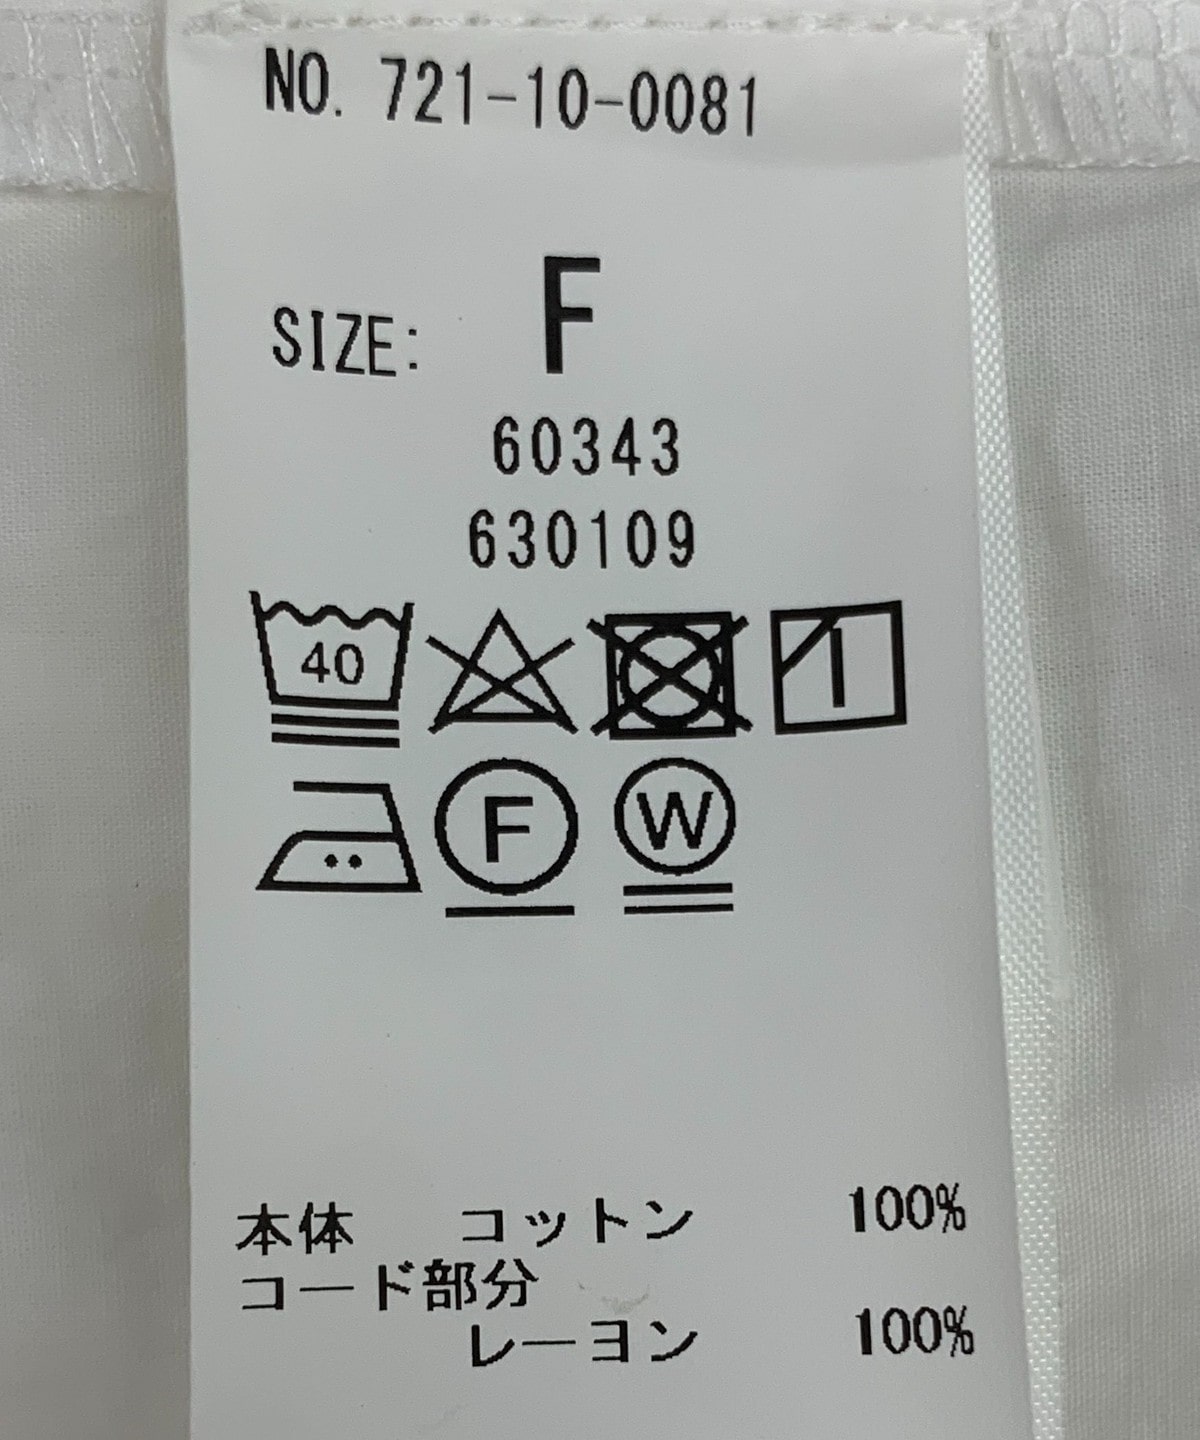 NO. 721-10-0081
SIZE: F
60343
630109
40
F W
本体 コットン 100%
コード部分
レーヨン 100%